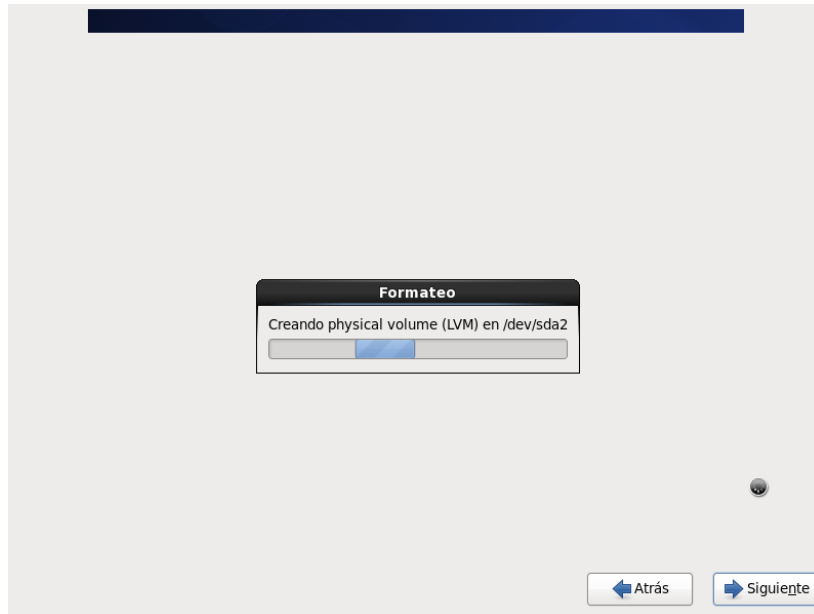 Formateo
Creando physical volume (LVM) en /dev/sda2
Atrás
Siguiente